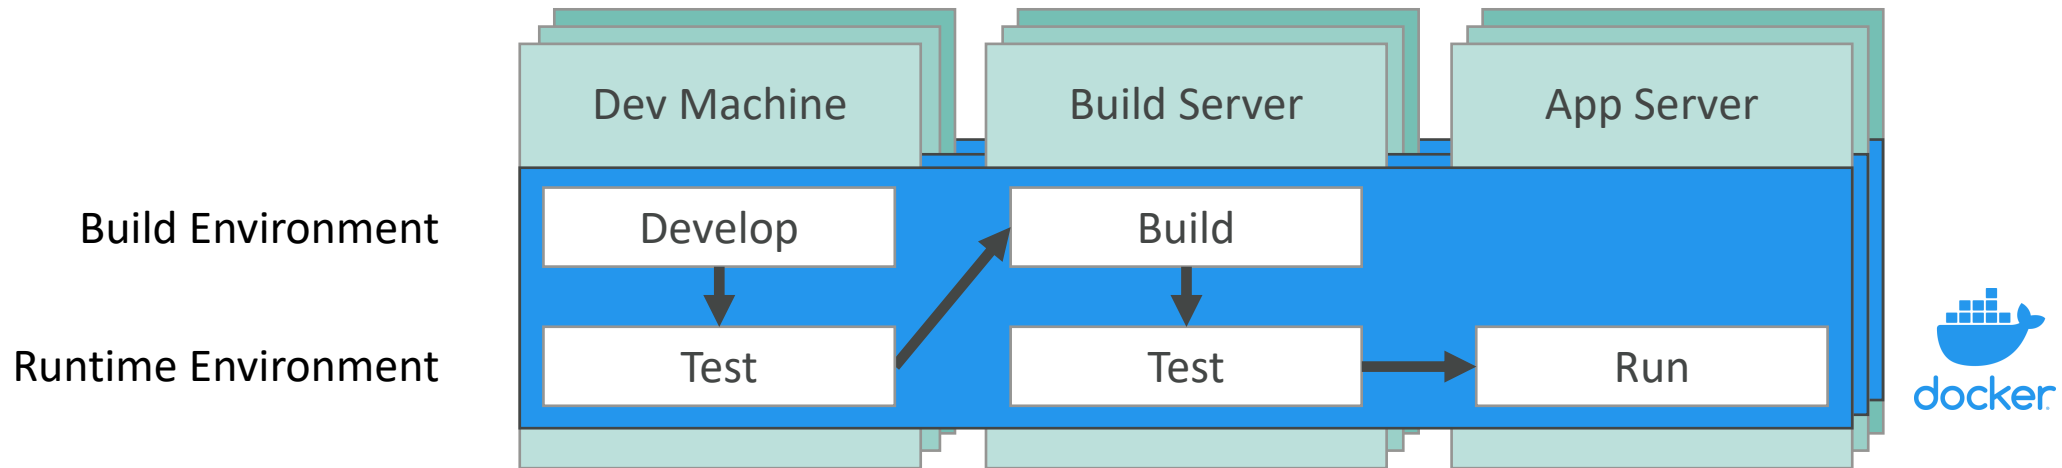 Dev Machine
Build Server
App Server
Build Environment
Develop
Build
Runtime Environment
Test
Test
Run
docker